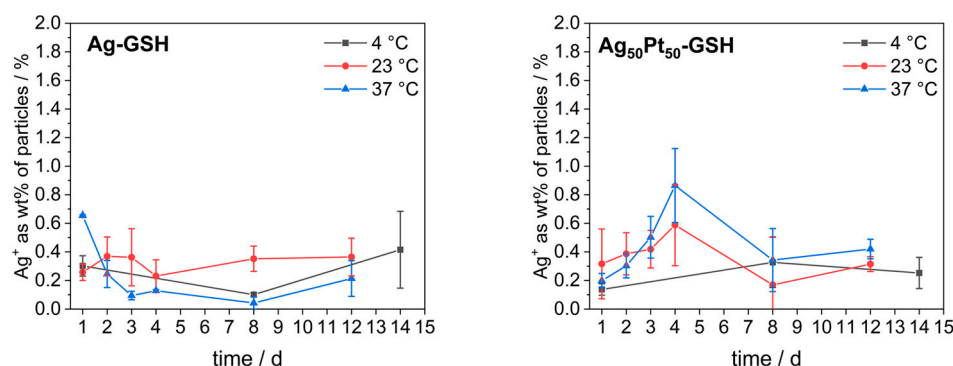 Ag-GSH
4 °C
23 °C
37 °C
2.0
1.8
1.6
1.4
1.2
1.0
0.8
0.6
0.4
0.2
0.0
Ag⁺ as wt% of particles / %
1 2 3 4 5 6 7 8 9 10 11 12 13 14 15
time / d
Ag₅₀Pt₅₀-GSH
4 °C
23 °C
37 °C
2.0
1.8
1.6
1.4
1.2
1.0
0.8
0.6
0.4
0.2
0.0
Ag⁺ as wt% of particles / %
1 2 3 4 5 6 7 8 9 10 11 12 13 14 15
time / d